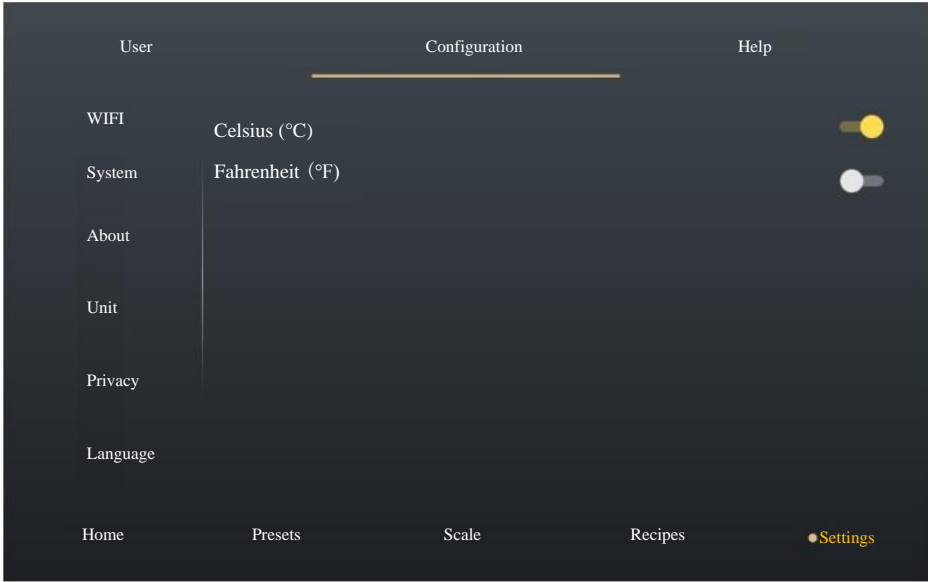 User Configuration Help
WIFI
Celsius (°C)
System
Fahrenheit（°F)
About
Unit
Privacy
Language
Home Presets Scale Recipes Settings